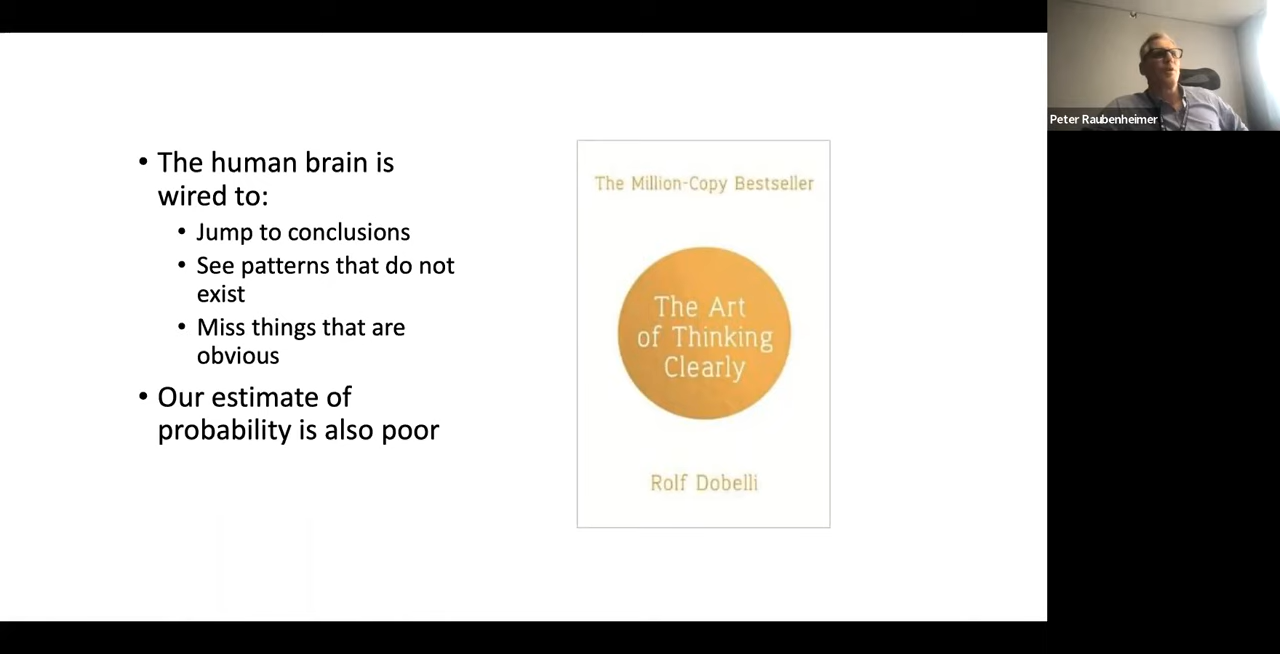 • The human brain is
wired to:
• Jump to conclusions
• See patterns that do not
exist
• Miss things that are
obvious
• Our estimate of
probability is also poor
The Million-Copy Bestseller
The Art
of Thinking
Clearly
Rolf Dobelli
Peter Raubenheimer